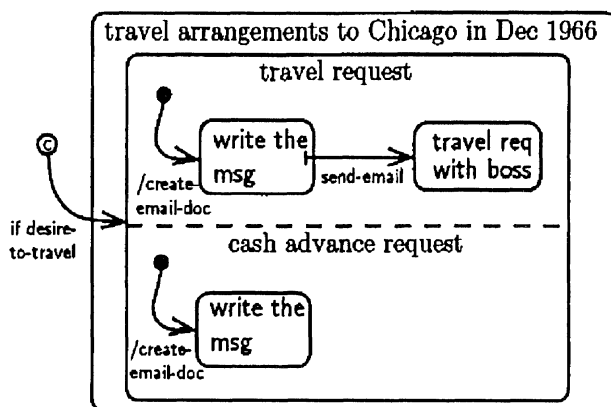 travel arrangements to Chicago in Dec 1966
travel request
C
write the
msg
travel req
with boss
/create-
email-doc
send-email
if desire-
to-travel
cash advance request
write the
msg
/create-
email-doc